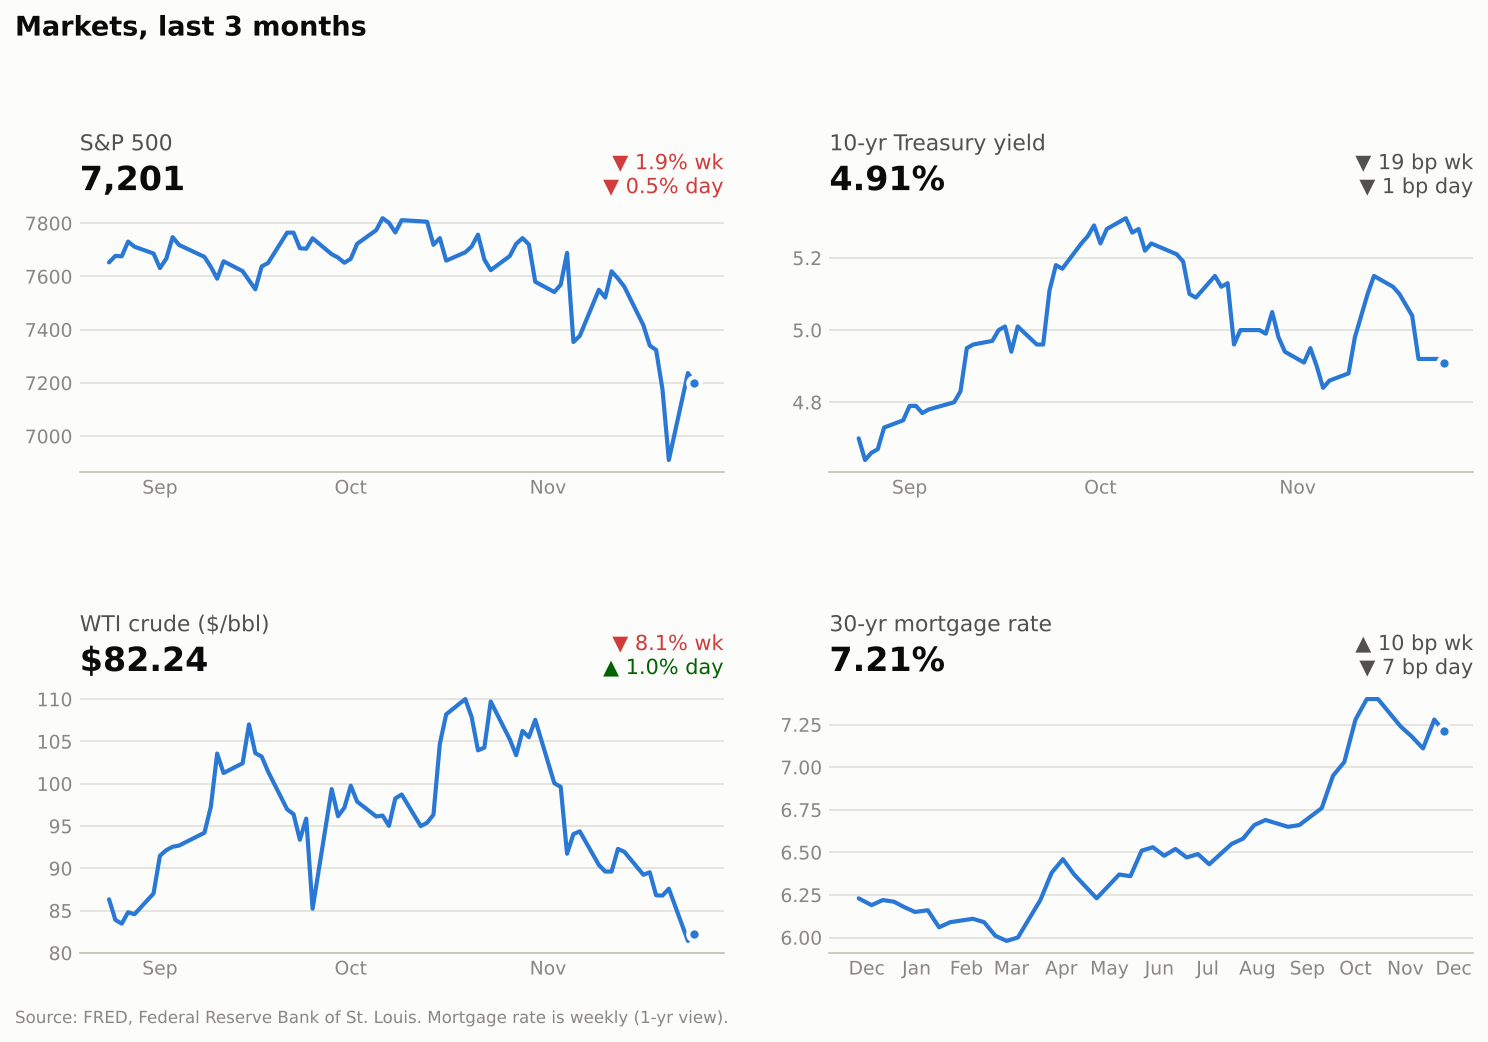 Markets, last 3 months
S&P 500
7,201
▼ 1.9% wk
▼ 0.5% day
7800
7600
7400
7200
7000
Sep Oct Nov
10-yr Treasury yield
4.91%
▼ 19 bp wk
▼ 1 bp day
5.2
5.0
4.8
Sep Oct Nov
WTI crude ($/bbl)
$82.24
▼ 8.1% wk
▲ 1.0% day
110
105
100
95
90
85
80
Sep Oct Nov
30-yr mortgage rate
7.21%
▲ 10 bp wk
▼ 7 bp day
7.25
7.00
6.75
6.50
6.25
6.00
Dec Jan Feb Mar Apr May Jun Jul Aug Sep Oct Nov Dec
Source: FRED, Federal Reserve Bank of St. Louis. Mortgage rate is weekly (1-yr view).